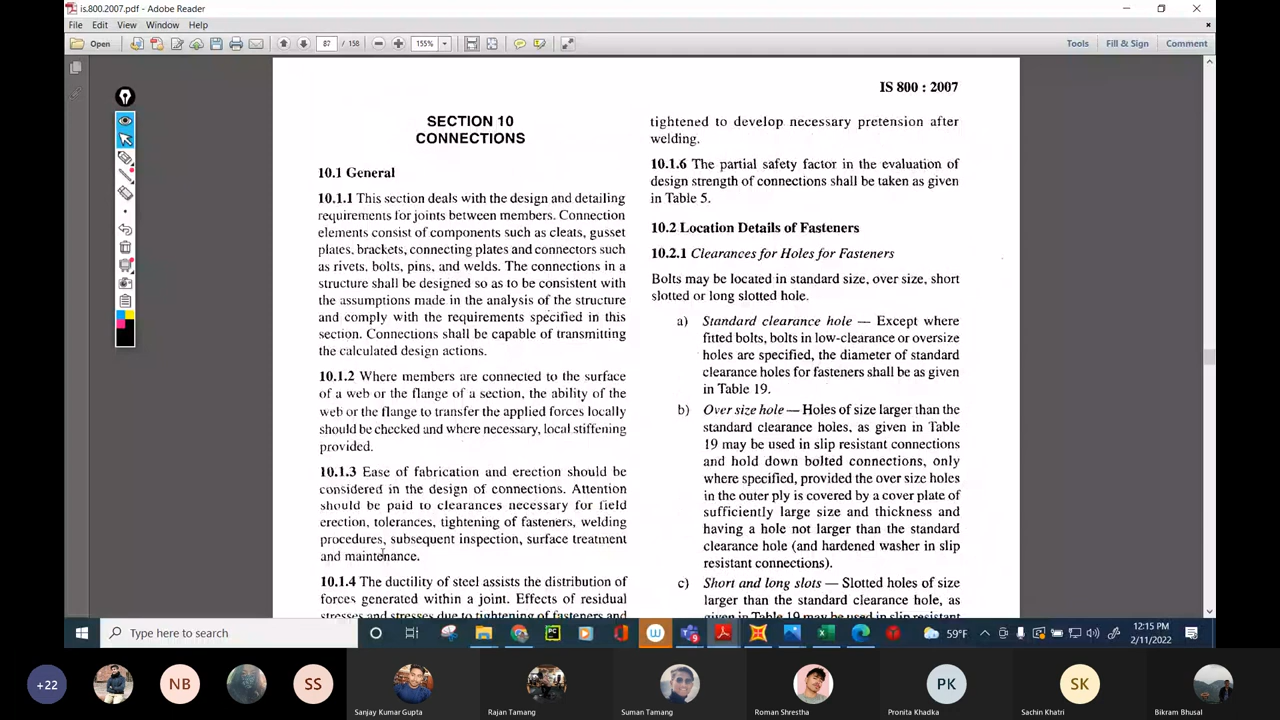 is.800.2007.pdf - Adobe Reader
File Edit View Window Help
Open 87 / 158 155% Tools Fill & Sign Comment
IS 800 : 2007
SECTION 10
CONNECTIONS
10.1 General
10.1.1 This section deals with the design and detailing
requirements for joints between members. Connection
elements consist of components such as cleats, gusset
plates, brackets, connecting plates and connectors such
as rivets, bolts, pins, and welds. The connections in a
structure shall be designed so as to be consistent with
the assumptions made in the analysis of the structure
and comply with the requirements specified in this
section. Connections shall be capable of transmitting
the calculated design actions.
10.1.2 Where members are connected to the surface
of a web or the flange of a section, the ability of the
web or the flange to transfer the applied forces locally
should be checked and where necessary, local stiffening
provided.
10.1.3 Ease of fabrication and erection should be
considered in the design of connections. Attention
should be paid to clearances necessary for field
erection, tolerances, tightening of fasteners, welding
procedures, subsequent inspection, surface treatment
and maintenance.
10.1.4 The ductility of steel assists the distribution of
forces generated within a joint. Effects of residual
stresses and stresses due to tightening of fasteners and
tightened to develop necessary pretension after
welding.
10.1.6 The partial safety factor in the evaluation of
design strength of connections shall be taken as given
in Table 5.
10.2 Location Details of Fasteners
10.2.1 Clearances for Holes for Fasteners
Bolts may be located in standard size, over size, short
slotted or long slotted hole.
a) Standard clearance hole — Except where
fitted bolts, bolts in low-clearance or oversize
holes are specified, the diameter of standard
clearance holes for fasteners shall be as given
in Table 19.
b) Over size hole — Holes of size larger than the
standard clearance holes, as given in Table
19 may be used in slip resistant connections
and hold down bolted connections, only
where specified, provided the over size holes
in the outer ply is covered by a cover plate of
sufficiently large size and thickness and
having a hole not larger than the standard
clearance hole (and hardened washer in slip
resistant connections).
c) Short and long slots — Slotted holes of size
larger than the standard clearance hole, as
given in Table 19 may be used in slip resistant
Type here to search
59°F
12:15 PM
2/11/2022
+22 NB SS PK SK
Sanjay Kumar Gupta Rajan Tamang Suman Tamang Roman Shrestha Pronita Khadka Sachin Khatri Bikram Bhusal